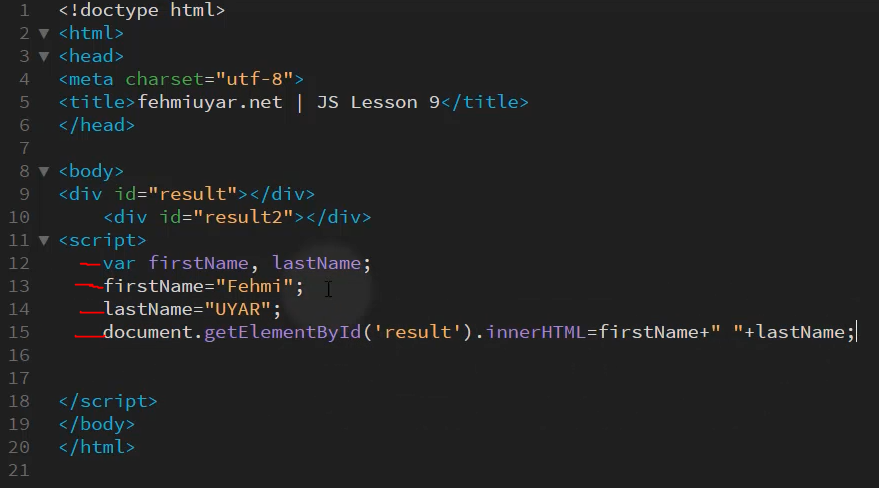 1 <!doctype html>
2 ▼ <html>
3 ▼ <head>
4 <meta charset="utf-8">
5 <title>fehmiuyar.net | JS Lesson 9</title>
6 </head>
7
8 ▼ <body>
9 <div id="result"></div>
10 <div id="result2"></div>
11 ▼ <script>
12 var firstName, lastName;
13 firstName="Fehmi";
14 lastName="UYAR";
15 document.getElementById('result').innerHTML=firstName+" "+lastName;
16
17
18 </script>
19 </body>
20 </html>
21